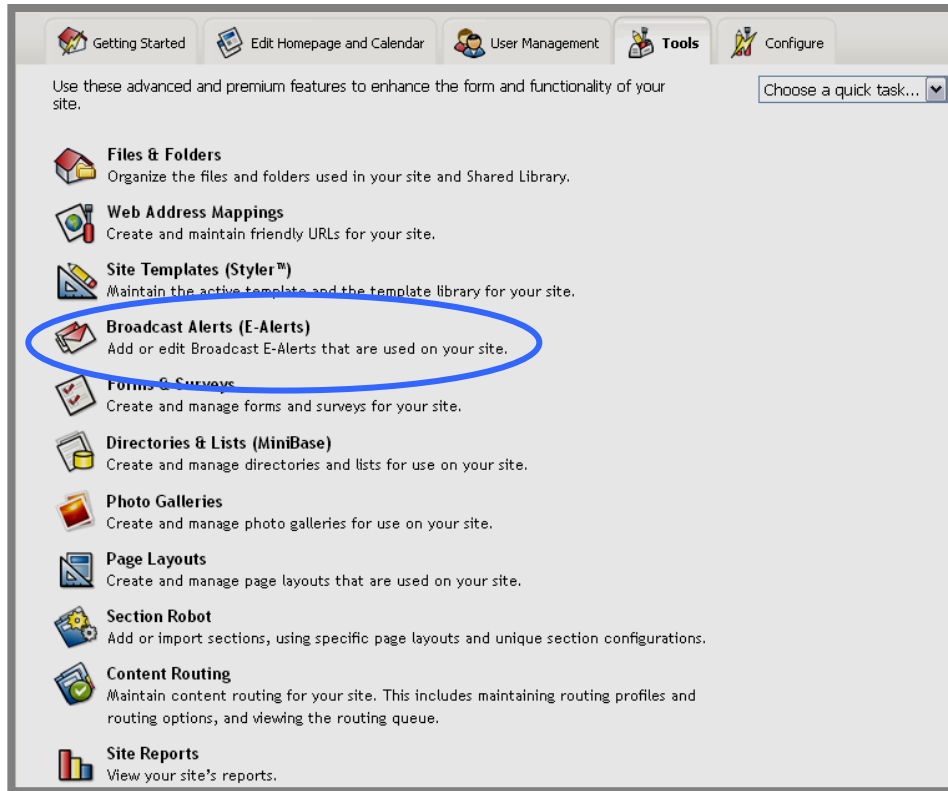 Getting Started
Edit Homepage and Calendar
User Management
Tools
Configure
Use these advanced and premium features to enhance the form and functionality of your
site.
Choose a quick task...
Files & Folders
Organize the files and folders used in your site and Shared Library.
Web Address Mappings
Create and maintain friendly URLs for your site.
Site Templates (Styler™)
Maintain the active template and the template library for your site.
Broadcast Alerts (E-Alerts)
Add or edit Broadcast E-Alerts that are used on your site.
Forms & Surveys
Create and manage forms and surveys for your site.
Directories & Lists (MiniBase)
Create and manage directories and lists for use on your site.
Photo Galleries
Create and manage photo galleries for use on your site.
Page Layouts
Create and manage page layouts that are used on your site.
Section Robot
Add or import sections, using specific page layouts and unique section configurations.
Content Routing
Maintain content routing for your site. This includes maintaining routing profiles and
routing options, and viewing the routing queue.
Site Reports
View your site's reports.